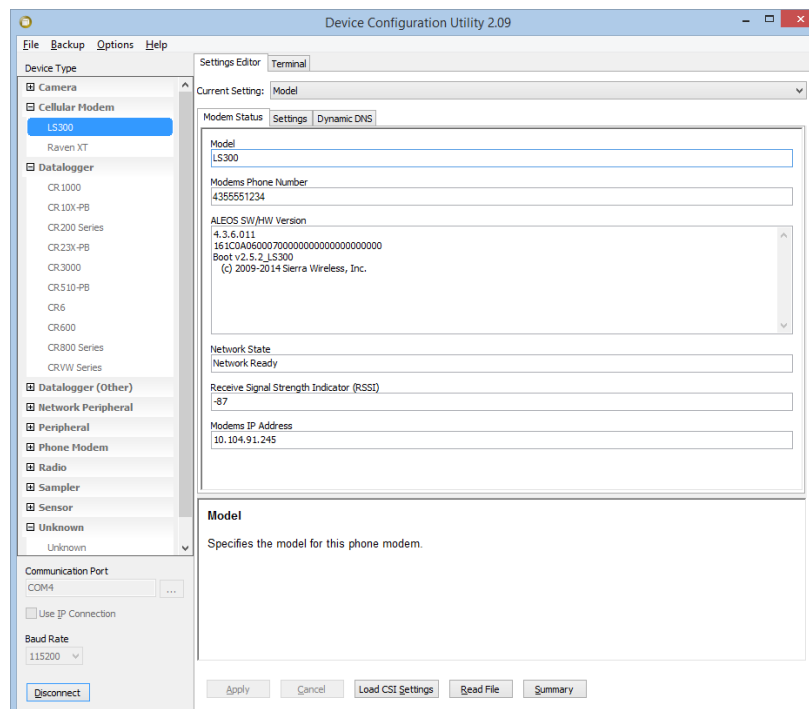 Device Configuration Utility 2.09
File Backup Options Help
Device Type
Camera
Cellular Modem
LS300
Raven XT
Datalogger
CR1000
CR10X-PB
CR200 Series
CR23X-PB
CR3000
CR510-PB
CR6
CR600
CR800 Series
CRVW Series
Datalogger (Other)
Network Peripheral
Peripheral
Phone Modem
Radio
Sampler
Sensor
Unknown
Unknown
Communication Port
COM4
...
Use IP Connection
Baud Rate
115200
Disconnect
Settings Editor Terminal
Current Setting: Model
Modem Status Settings Dynamic DNS
Model
LS300
Modems Phone Number
4355551234
ALEOS SW/HW Version
4.3.6.011
161C0A0600070000000000000000000
Boot v2.5.2_LS300
(c) 2009-2014 Sierra Wireless, Inc.
Network State
Network Ready
Receive Signal Strength Indicator (RSSI)
-87
Modems IP Address
10.104.91.245
Model
Specifies the model for this phone modem.
Apply Cancel Load CSI Settings Read File Summary